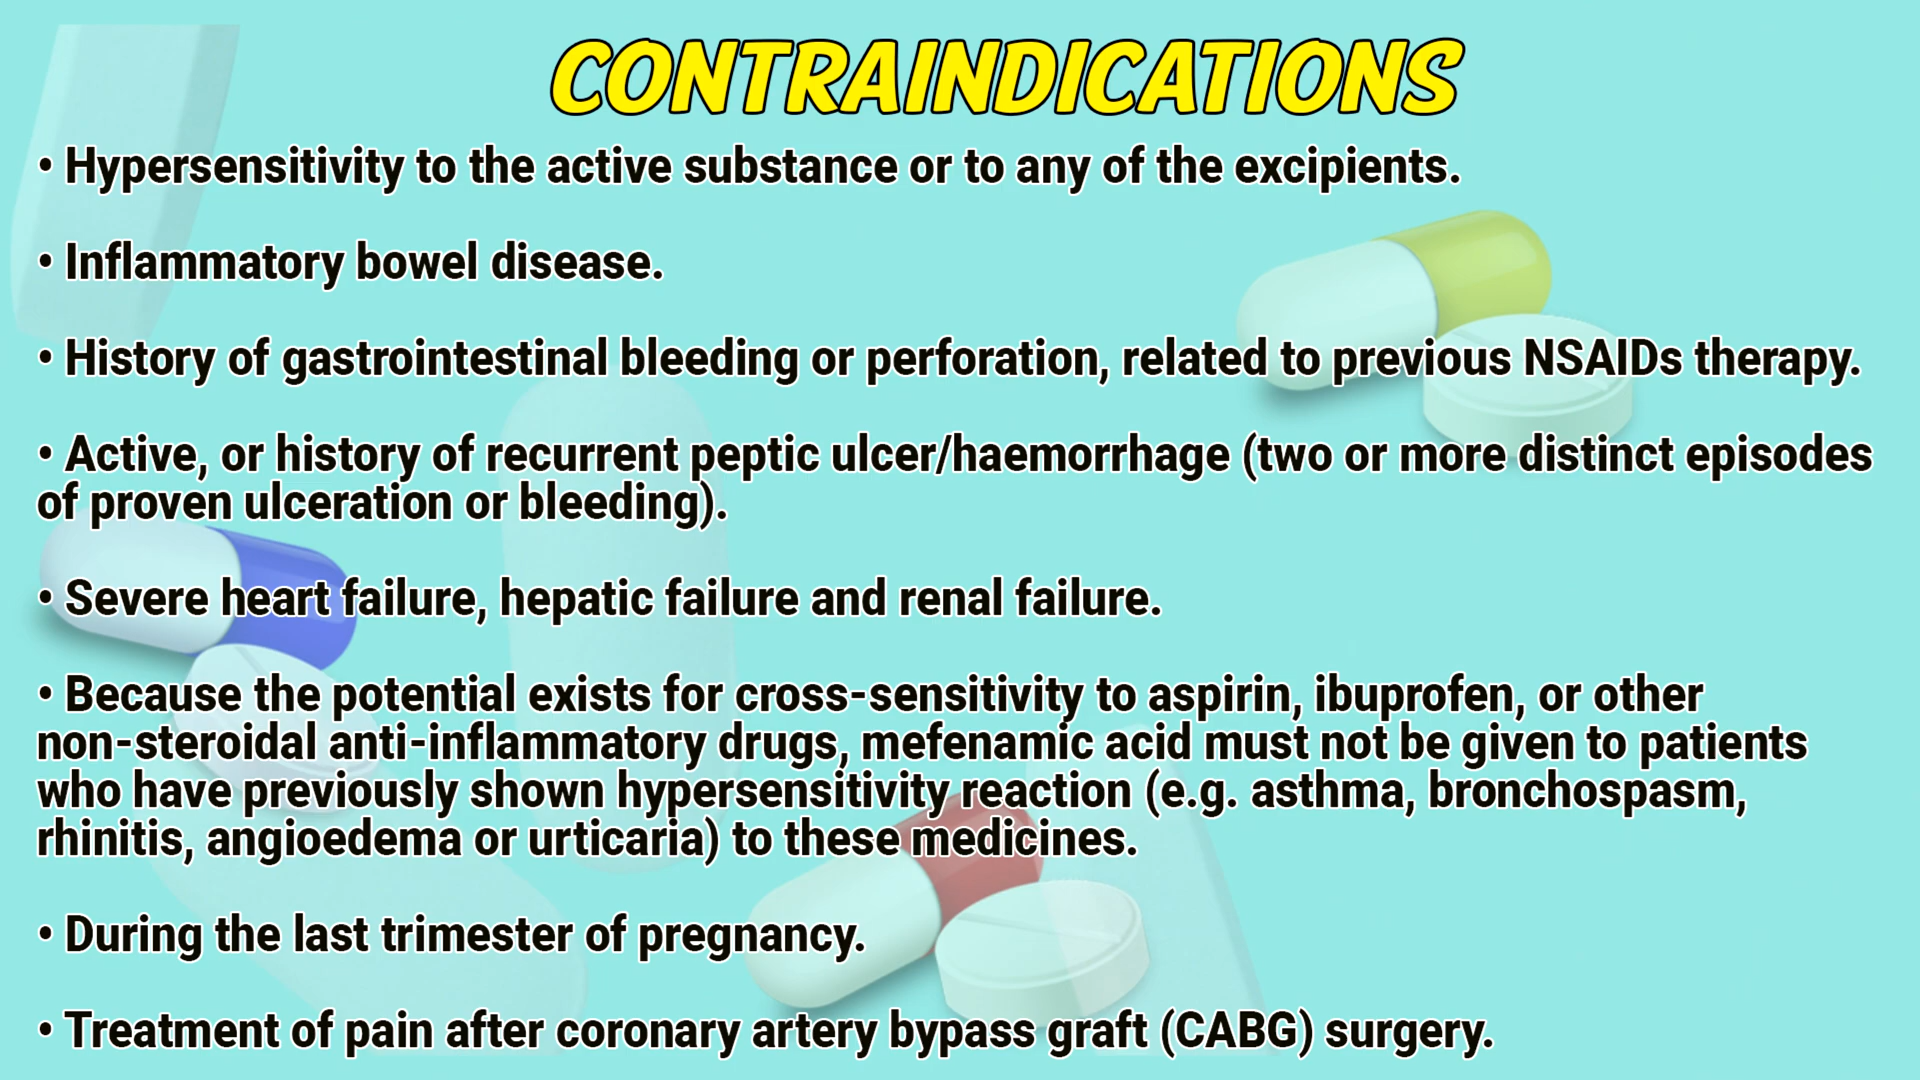 CONTRAINDICATIONS
• Hypersensitivity to the active substance or to any of the excipients.
• Inflammatory bowel disease.
• History of gastrointestinal bleeding or perforation, related to previous NSAIDs therapy.
• Active, or history of recurrent peptic ulcer/haemorrhage (two or more distinct episodes
of proven ulceration or bleeding).
• Severe heart failure, hepatic failure and renal failure.
• Because the potential exists for cross-sensitivity to aspirin, ibuprofen, or other
non-steroidal anti-inflammatory drugs, mefenamic acid must not be given to patients
who have previously shown hypersensitivity reaction (e.g. asthma, bronchospasm,
rhinitis, angioedema or urticaria) to these medicines.
• During the last trimester of pregnancy.
• Treatment of pain after coronary artery bypass graft (CABG) surgery.